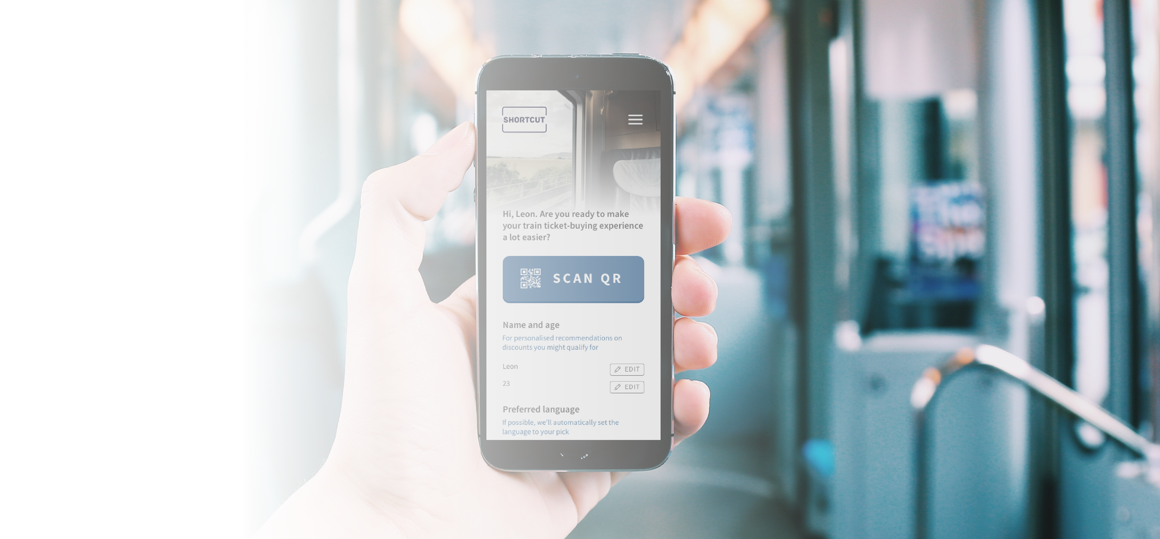 SHORTCUT
Hi, Leon. Are you ready to make
your train ticket-buying experience
a lot easier?
SCAN QR
Name and age
For personalised recommendations on
discounts you might qualify for
Leon
EDIT
23
EDIT
Preferred language
If possible, we'll automatically set the
language to your pick